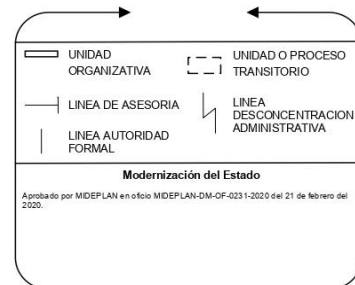 UNIDAD
ORGANIZATIVA
UNIDAD O PROCESO
TRANSITORIO
LINEA DE ASESORIA
LINEA
DESCONCENTRACION
ADMINISTRATIVA
LINEA AUTORIDAD
FORMAL
Modernización del Estado
Aprobado por MIDEPLAN en oficio MIDEPLAN-DM-OF-0231-2020 del 21 de febrero del
2020.